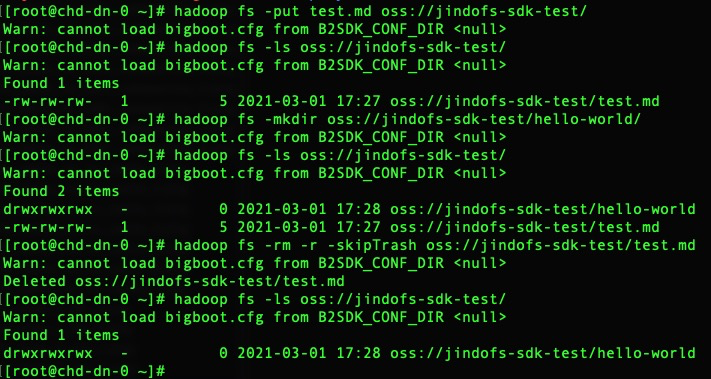 [[root@chd-dn-0 ~]# hadoop fs -put test.md oss://jindofs-sdk-test/
Warn: cannot load bigboot.cfg from B2SDK_CONF_DIR <null>
[[root@chd-dn-0 ~]# hadoop fs -ls oss://jindofs-sdk-test/
Warn: cannot load bigboot.cfg from B2SDK_CONF_DIR <null>
Found 1 items
-rw-rw-rw-   1          5 2021-03-01 17:27 oss://jindofs-sdk-test/test.md
[[root@chd-dn-0 ~]# hadoop fs -mkdir oss://jindofs-sdk-test/hello-world/
Warn: cannot load bigboot.cfg from B2SDK_CONF_DIR <null>
[[root@chd-dn-0 ~]# hadoop fs -ls oss://jindofs-sdk-test/
Warn: cannot load bigboot.cfg from B2SDK_CONF_DIR <null>
Found 2 items
drwxrwxrwx   -          0 2021-03-01 17:28 oss://jindofs-sdk-test/hello-world
-rw-rw-rw-   1          5 2021-03-01 17:27 oss://jindofs-sdk-test/test.md
[[root@chd-dn-0 ~]# hadoop fs -rm -r -skipTrash oss://jindofs-sdk-test/test.md
Warn: cannot load bigboot.cfg from B2SDK_CONF_DIR <null>
Deleted oss://jindofs-sdk-test/test.md
[[root@chd-dn-0 ~]# hadoop fs -ls oss://jindofs-sdk-test/
Warn: cannot load bigboot.cfg from B2SDK_CONF_DIR <null>
Found 1 items
drwxrwxrwx   -          0 2021-03-01 17:28 oss://jindofs-sdk-test/hello-world
[root@chd-dn-0 ~]#